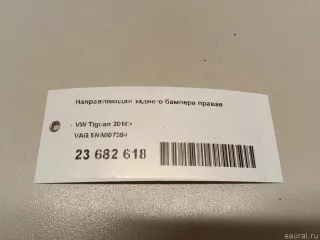 Направляющая заднего бампера правая
VW Tiguan 2016>
VAG 5NA807394
23 682 618
eaural.ru